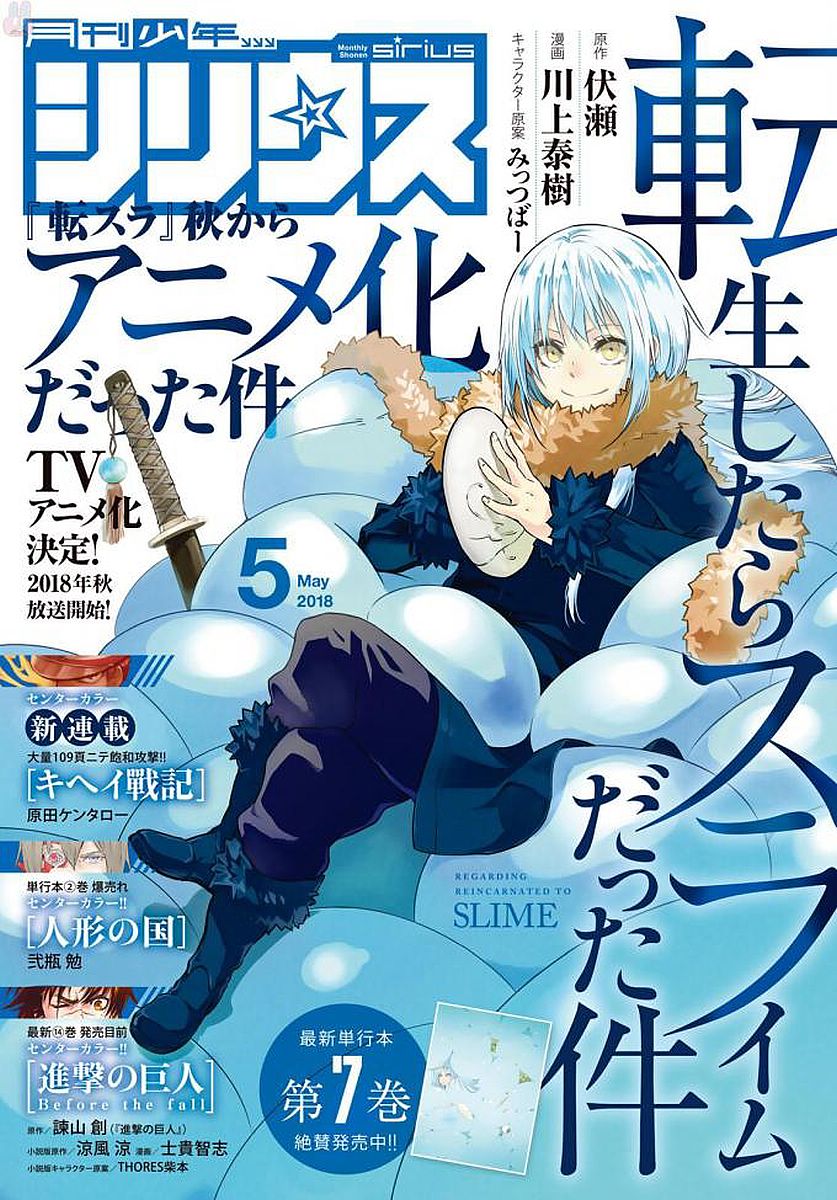 月刊少年
Monthly
Shonen
sirius
シリウス
原作 伏瀬
漫画 川上泰樹
キャラクター原案 みっつばー
転生したらスライムだった件
『転スラ』秋から
アニメ化
だった件
TV
アニメ化
決定!
2018年秋
放送開始!
5
May
2018
センターカラー
新連載
大量109頁ニテ飽和攻撃!!
[キヘイ戰記]
原田ケンタロー
単行本②巻 爆売れ
センターカラー!!
[人形の国]
弐瓶 勉
最新⑭巻 発売目前
センターカラー!!
[進撃の巨人]
Before the fall
原作/諫山 創(『進撃の巨人』)
小説版原作/涼風 涼 漫画/士貴智志
小説版キャラクター原案/THORES柴本
REGARDING
REINCARNATED TO
SLIME
最新単行本
第7巻
絶賛発売中!!